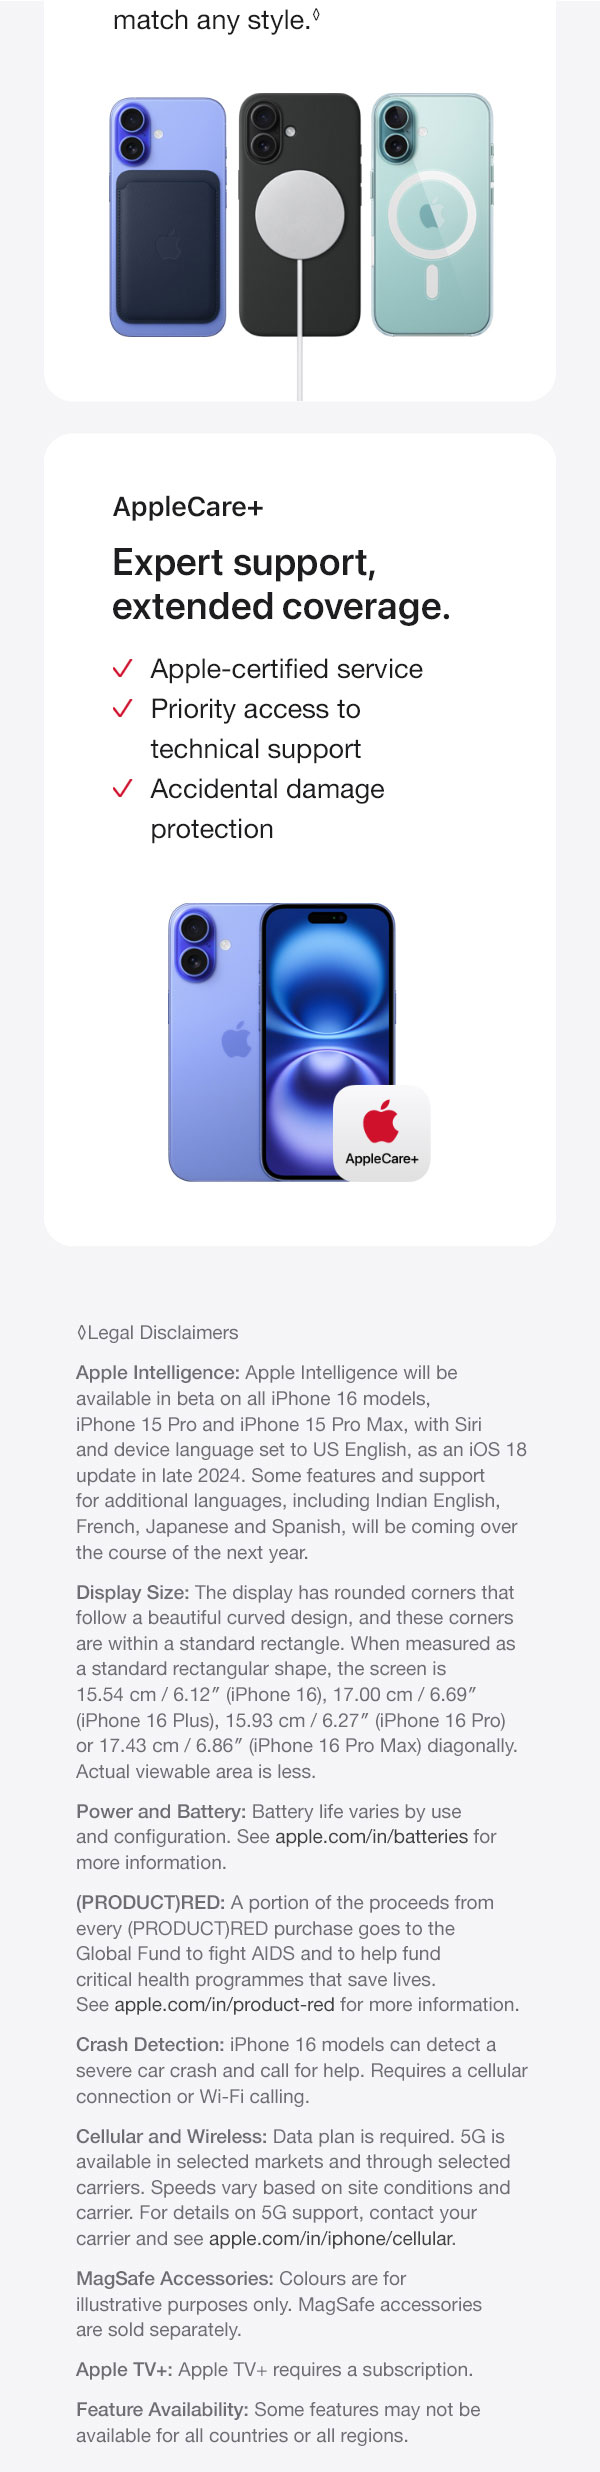 match any style.◊
AppleCare+
Expert support,
extended coverage.
Apple-certified service
Priority access to
technical support
Accidental damage
protection
AppleCare+
◊Legal Disclaimers
Apple Intelligence: Apple Intelligence will be
available in beta on all iPhone 16 models,
iPhone 15 Pro and iPhone 15 Pro Max, with Siri
and device language set to US English, as an iOS 18
update in late 2024. Some features and support
for additional languages, including Indian English,
French, Japanese and Spanish, will be coming over
the course of the next year.
Display Size: The display has rounded corners that
follow a beautiful curved design, and these corners
are within a standard rectangle. When measured as
a standard rectangular shape, the screen is
15.54 cm / 6.12″ (iPhone 16), 17.00 cm / 6.69″
(iPhone 16 Plus), 15.93 cm / 6.27″ (iPhone 16 Pro)
or 17.43 cm / 6.86″ (iPhone 16 Pro Max) diagonally.
Actual viewable area is less.
Power and Battery: Battery life varies by use
and configuration. See apple.com/in/batteries for
more information.
(PRODUCT)RED: A portion of the proceeds from
every (PRODUCT)RED purchase goes to the
Global Fund to fight AIDS and to help fund
critical health programmes that save lives.
See apple.com/in/product-red for more information.
Crash Detection: iPhone 16 models can detect a
severe car crash and call for help. Requires a cellular
connection or Wi-Fi calling.
Cellular and Wireless: Data plan is required. 5G is
available in selected markets and through selected
carriers. Speeds vary based on site conditions and
carrier. For details on 5G support, contact your
carrier and see apple.com/in/iphone/cellular.
MagSafe Accessories: Colours are for
illustrative purposes only. MagSafe accessories
are sold separately.
Apple TV+: Apple TV+ requires a subscription.
Feature Availability: Some features may not be
available for all countries or all regions.